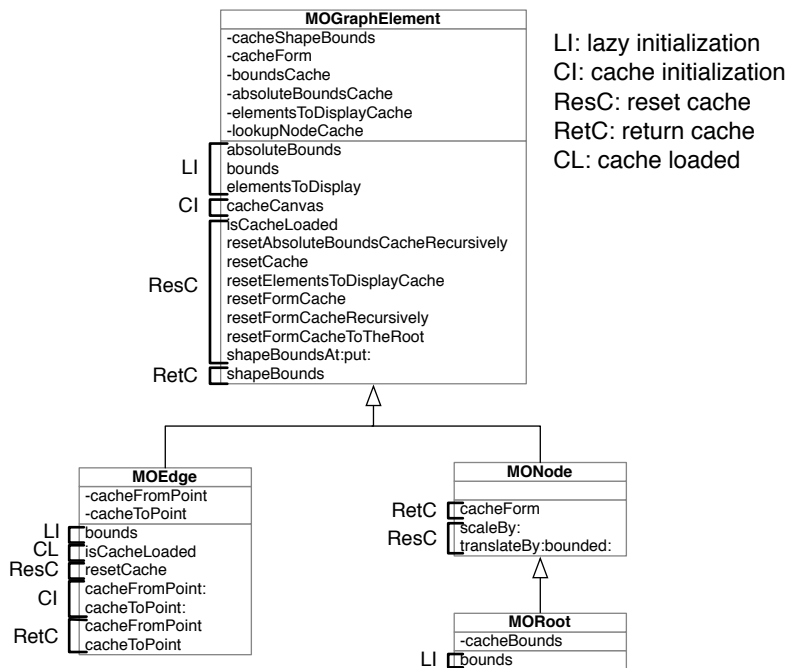 MOGraphElement
-cacheShapeBounds
-cacheForm
-boundsCache
-absoluteBoundsCache
-elementsToDisplayCache
-lookupNodeCache
LI
absoluteBounds
bounds
elementsToDisplay
CI
cacheCanvas
ResC
isCacheLoaded
resetAbsoluteBoundsCacheRecursively
resetCache
resetElementsToDisplayCache
resetFormCache
resetFormCacheRecursively
resetFormCacheToTheRoot
shapeBoundsAt:put:
RetC
shapeBounds
LI: lazy initialization
CI: cache initialization
ResC: reset cache
RetC: return cache
CL: cache loaded
MOEdge
-cacheFromPoint
-cacheToPoint
LI
bounds
CL
isCacheLoaded
ResC
resetCache
CI
cacheFromPoint:
cacheToPoint:
RetC
cacheFromPoint
cacheToPoint
MONode
RetC
cacheForm
ResC
scaleBy:
translateBy:bounded:
MORoot
-cacheBounds
LI
bounds